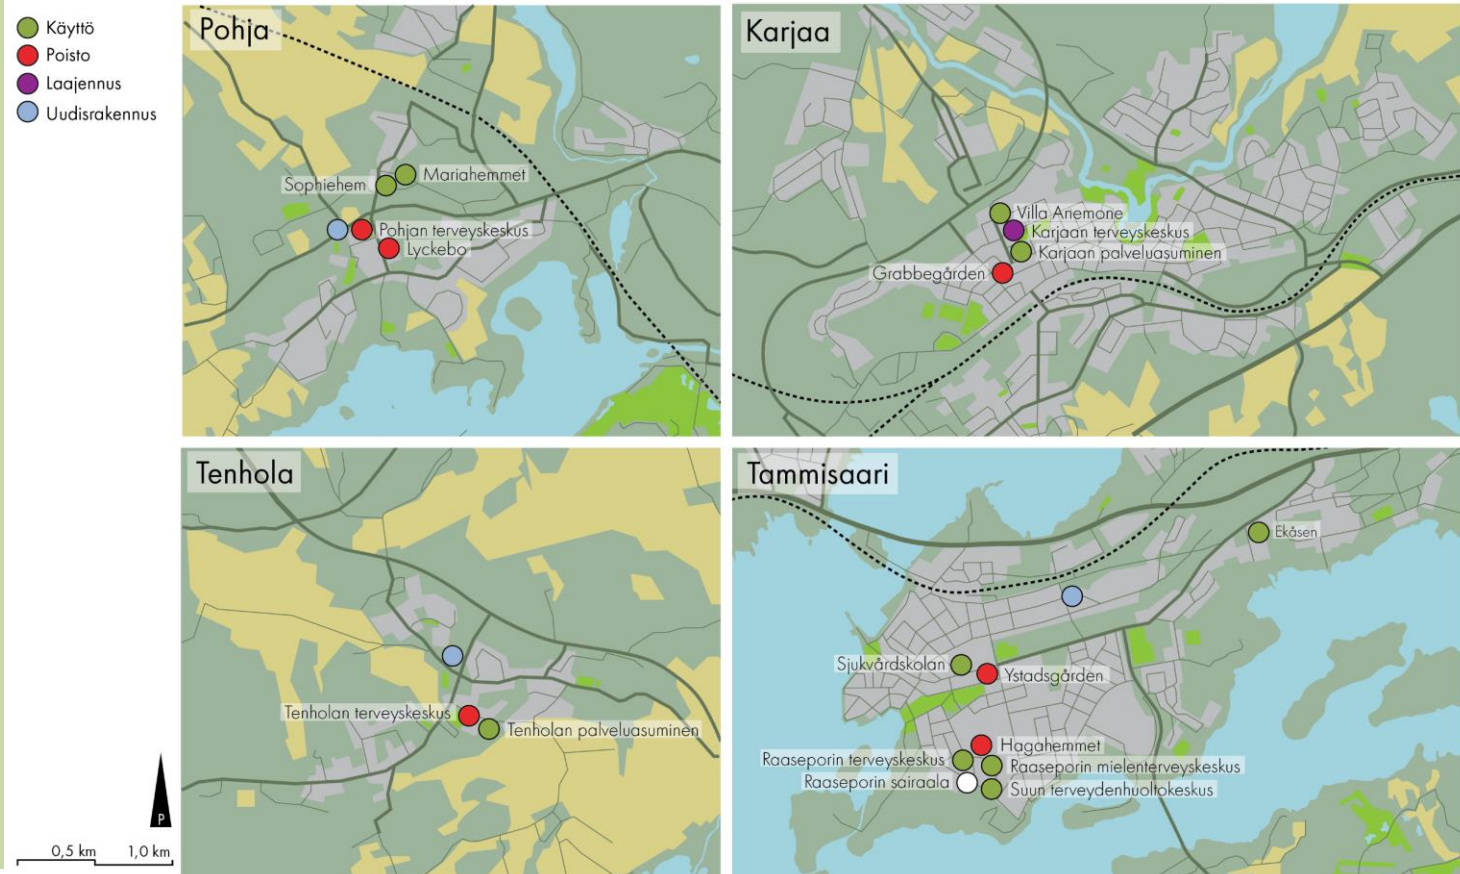 Käyttö
Poisto
Laajennus
Uudisrakennus
Pohja
Mariahemmet
Sophiehem
Pohjan terveyskeskus
Lyckebo
Karjaa
Villa Anemone
Karjaan terveyskeskus
Karjaan palveluasuminen
Grabbegården
Tenhola
Tenholan terveyskeskus
Tenholan palveluasuminen
Tammisaari
Ekåsen
Sjukvårdskolan
Ystadsgården
Hagahemmet
Raaseporin terveyskeskus
Raaseporin mielenterveyskeskus
Raaseporin sairaala
Suun terveydenhuoltokeskus
P
0,5 km 1,0 km